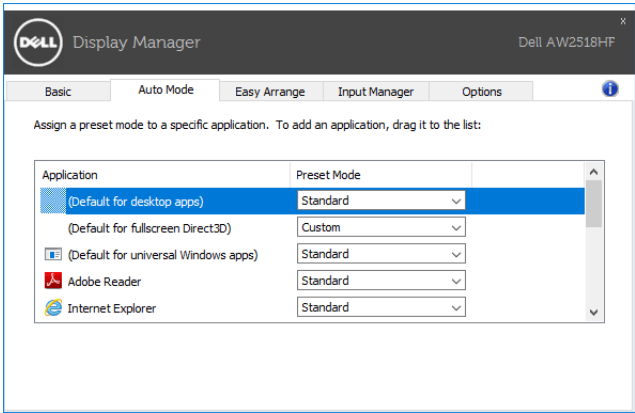 x
DELL Display Manager Dell AW2518HF
Basic Auto Mode Easy Arrange Input Manager Options
Assign a preset mode to a specific application. To add an application, drag it to the list:
Application Preset Mode
(Default for desktop apps) Standard
(Default for fullscreen Direct3D) Custom
(Default for universal Windows apps) Standard
Adobe Reader Standard
Internet Explorer Standard